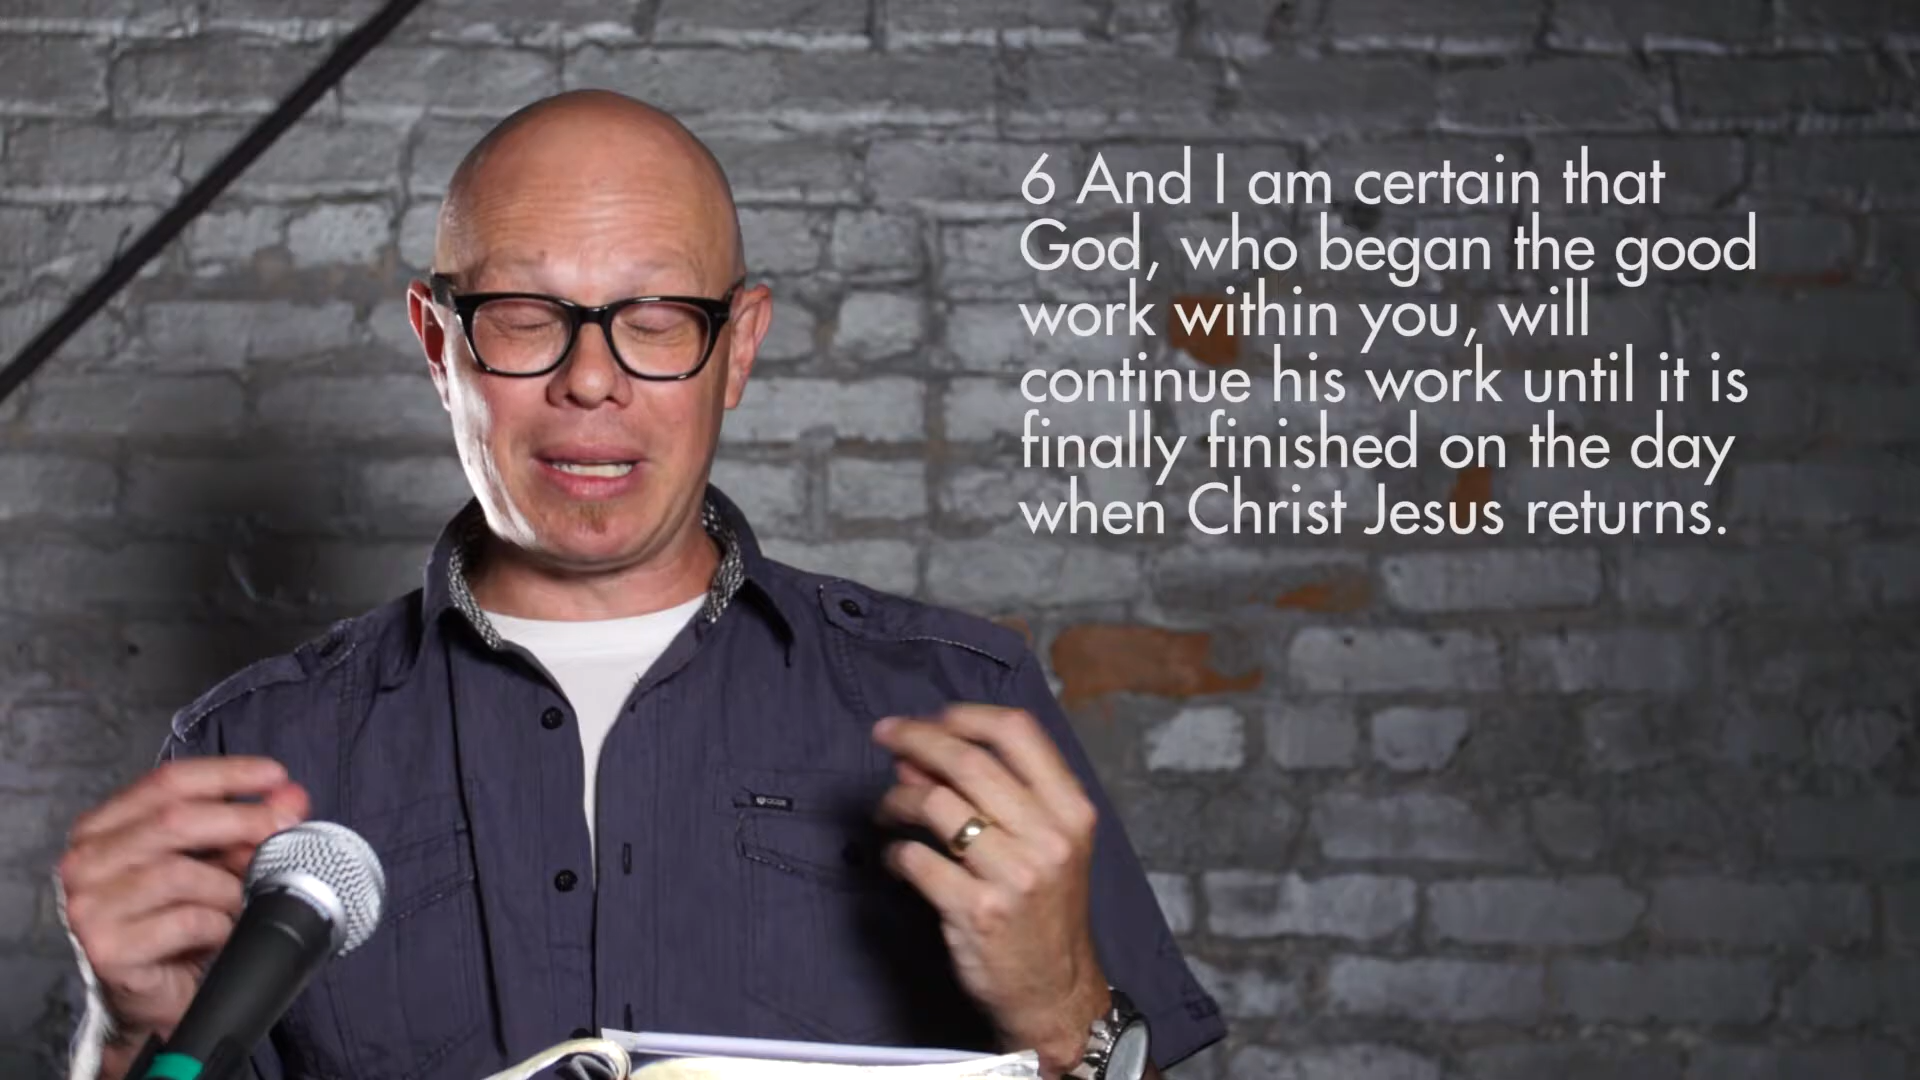 6 And I am certain that
God, who began the good
work within you, will
continue his work until it is
finally finished on the day
when Christ Jesus returns.